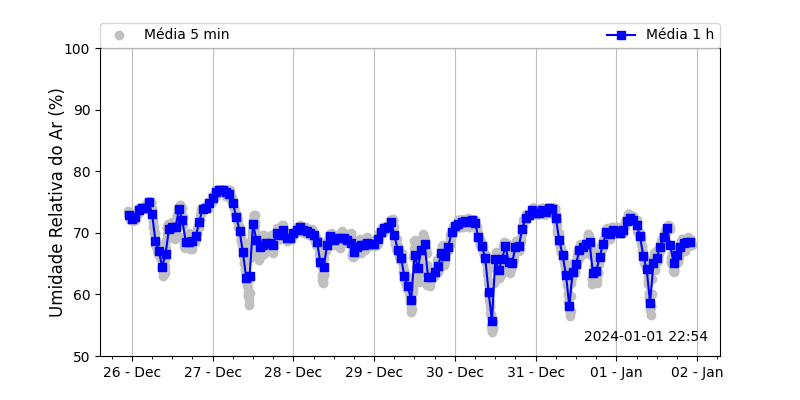 Média 5 min
Média 1 h
Umidade Relativa do Ar (%)
100
90
80
70
60
50
2024-01-01 22:54
26 - Dec
27 - Dec
28 - Dec
29 - Dec
30 - Dec
31 - Dec
01 - Jan
02 - Jan